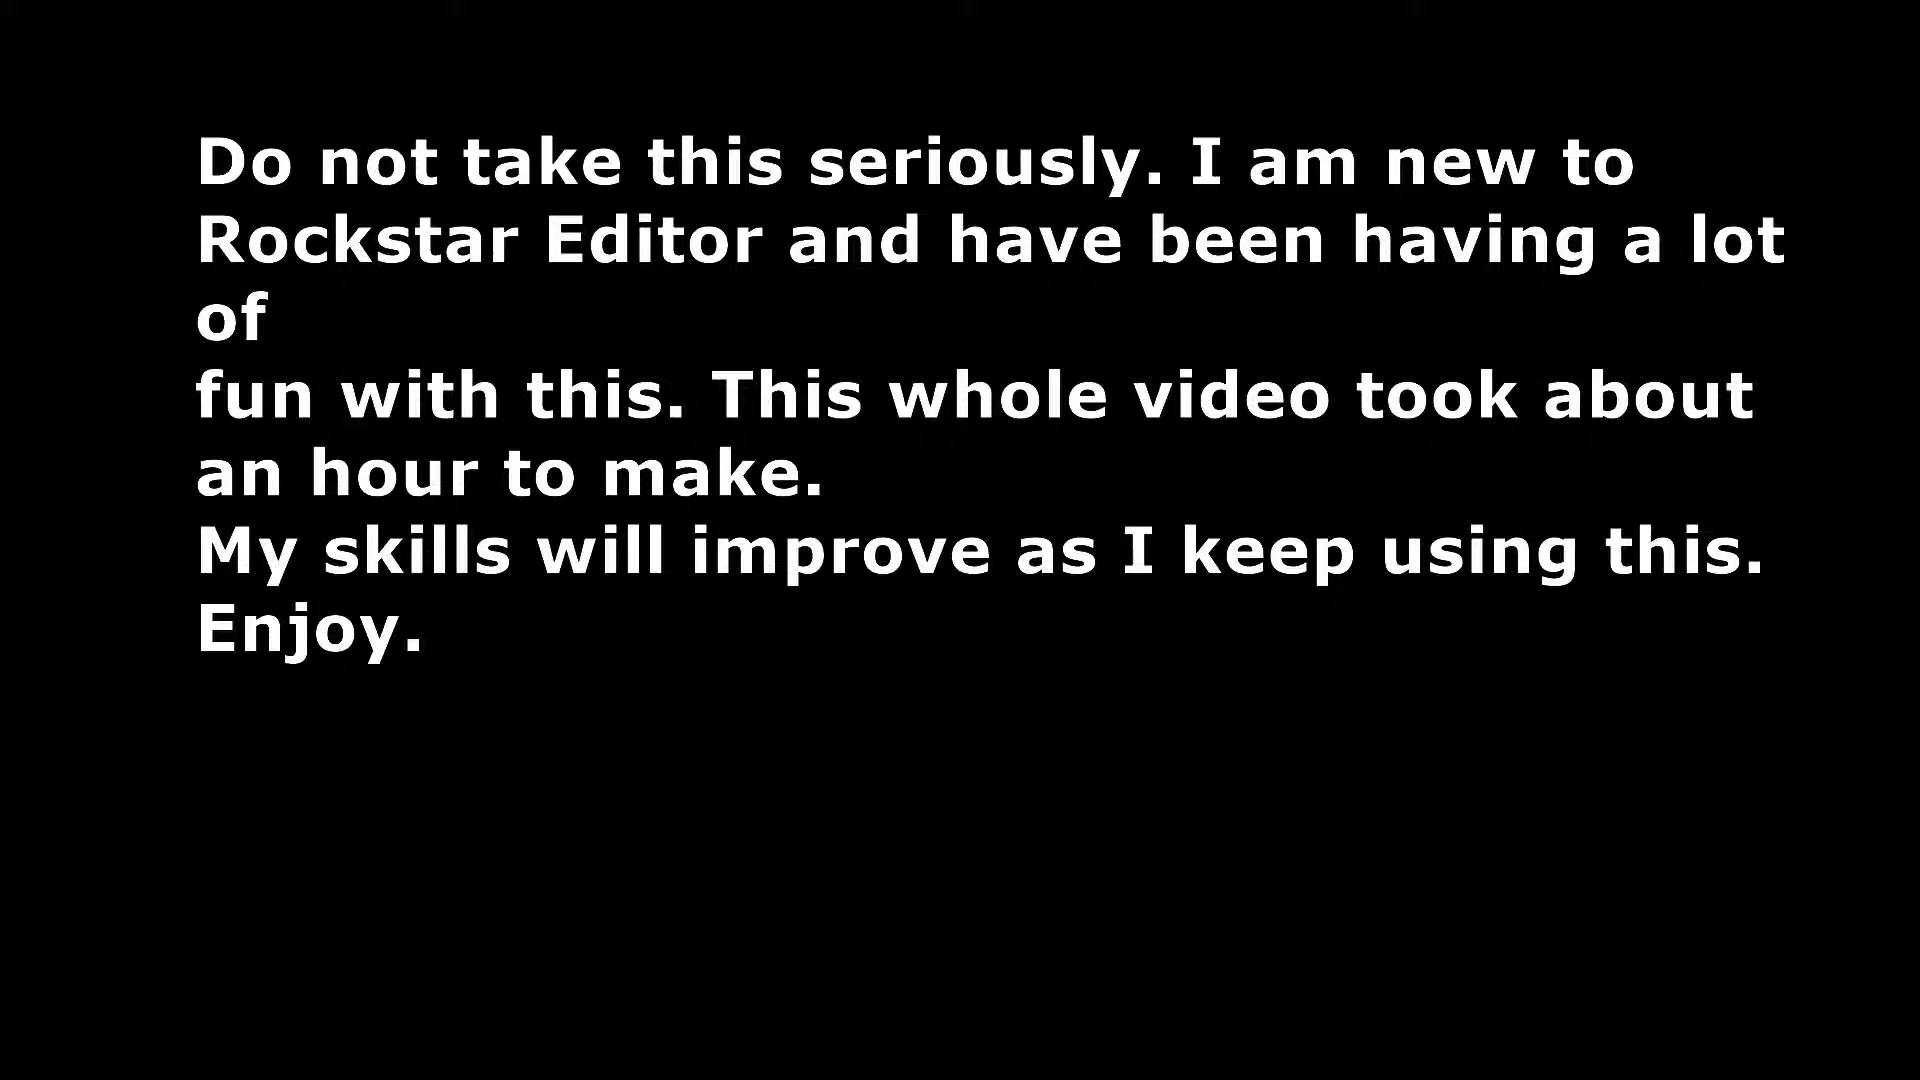 Do not take this seriously. I am new to
Rockstar Editor and have been having a lot
of
fun with this. This whole video took about
an hour to make.
My skills will improve as I keep using this.
Enjoy.